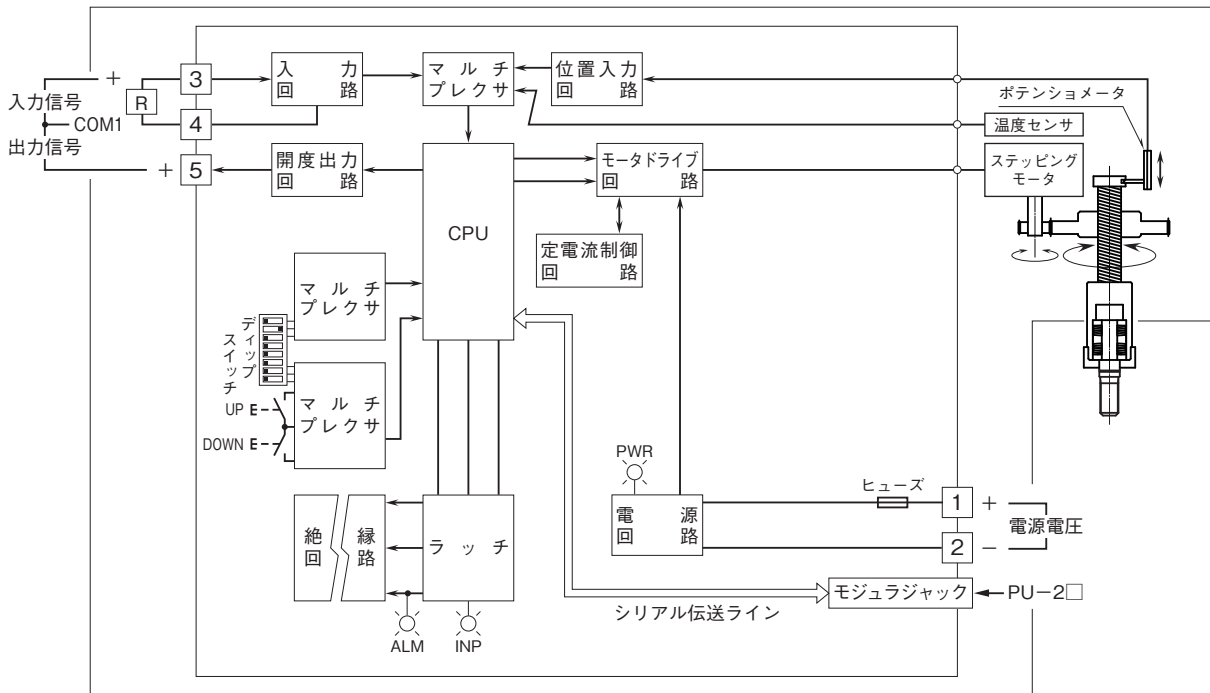 入力信号
+
R
COM1
出力信号
+
3
4
5
入力
回路
マルチ
プレクサ
位置入力
回路
ポテンショメータ
温度センサ
開度出力
回路
CPU
モータドライブ
回路
ステッピング
モータ
定電流制御
回路
マルチ
プレクサ
ディップ
スイッチ
マルチ
プレクサ
UP
DOWN
絶縁
回路
ラッチ
ALM
INP
PWR
電源
回路
ヒューズ
1
+
2
−
電源電圧
モジュラジャック
PU−2□
シリアル伝送ライン